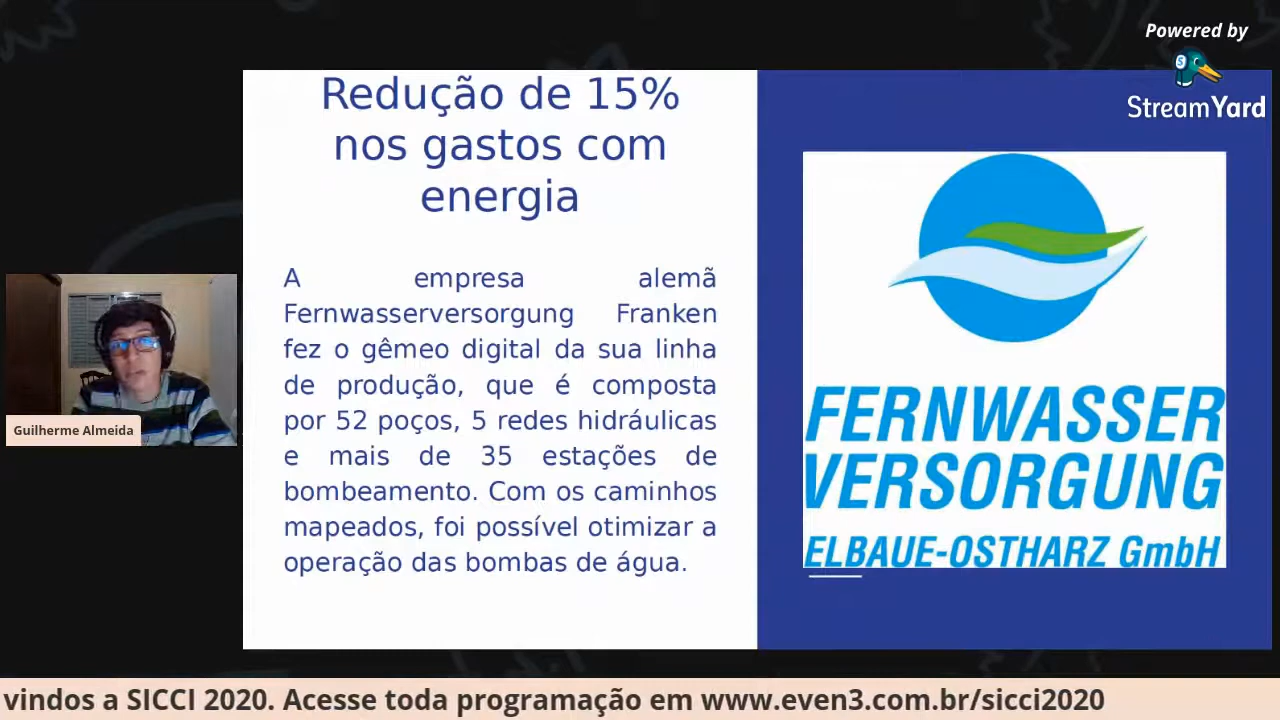 Powered by
StreamYard
Redução de 15%
nos gastos com
energia
A empresa alemã
Fernwasserversorgung Franken
fez o gêmeo digital da sua linha
de produção, que é composta
por 52 poços, 5 redes hidráulicas
e mais de 35 estações de
bombeamento. Com os caminhos
mapeados, foi possível otimizar a
operação das bombas de água.
FERNWASSER
VERSORGUNG
ELBAUE-OSTHARZ GmbH
Guilherme Almeida
vindos a SICCI 2020. Acesse toda programação em www.even3.com.br/sicci2020